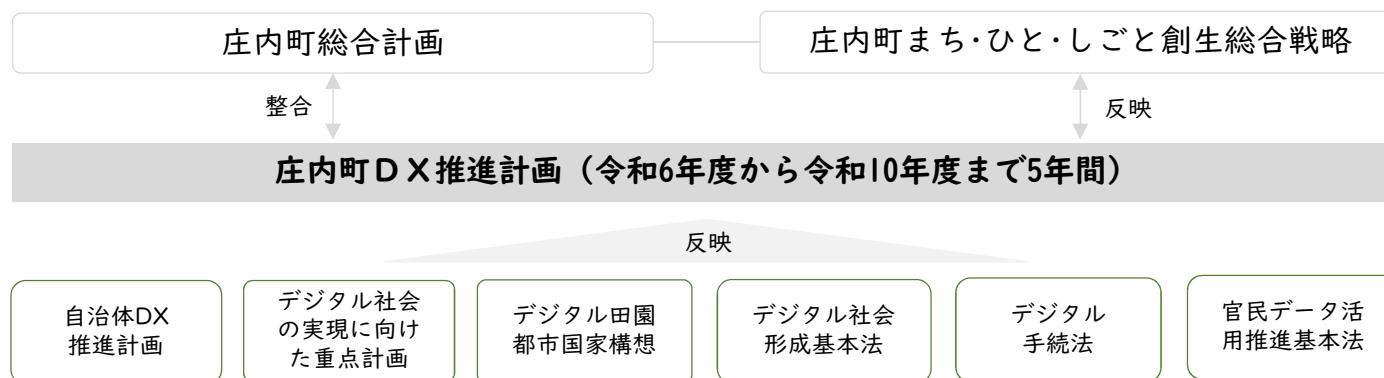 庄内町総合計画
庄内町まち・ひと・しごと創生総合戦略
整合
反映
庄内町DX推進計画（令和6年度から令和10年度まで5年間）
反映
自治体DX
推進計画
デジタル社会
の実現に向け
た重点計画
デジタル田園
都市国家構想
デジタル社会
形成基本法
デジタル
手続法
官民データ活
用推進基本法